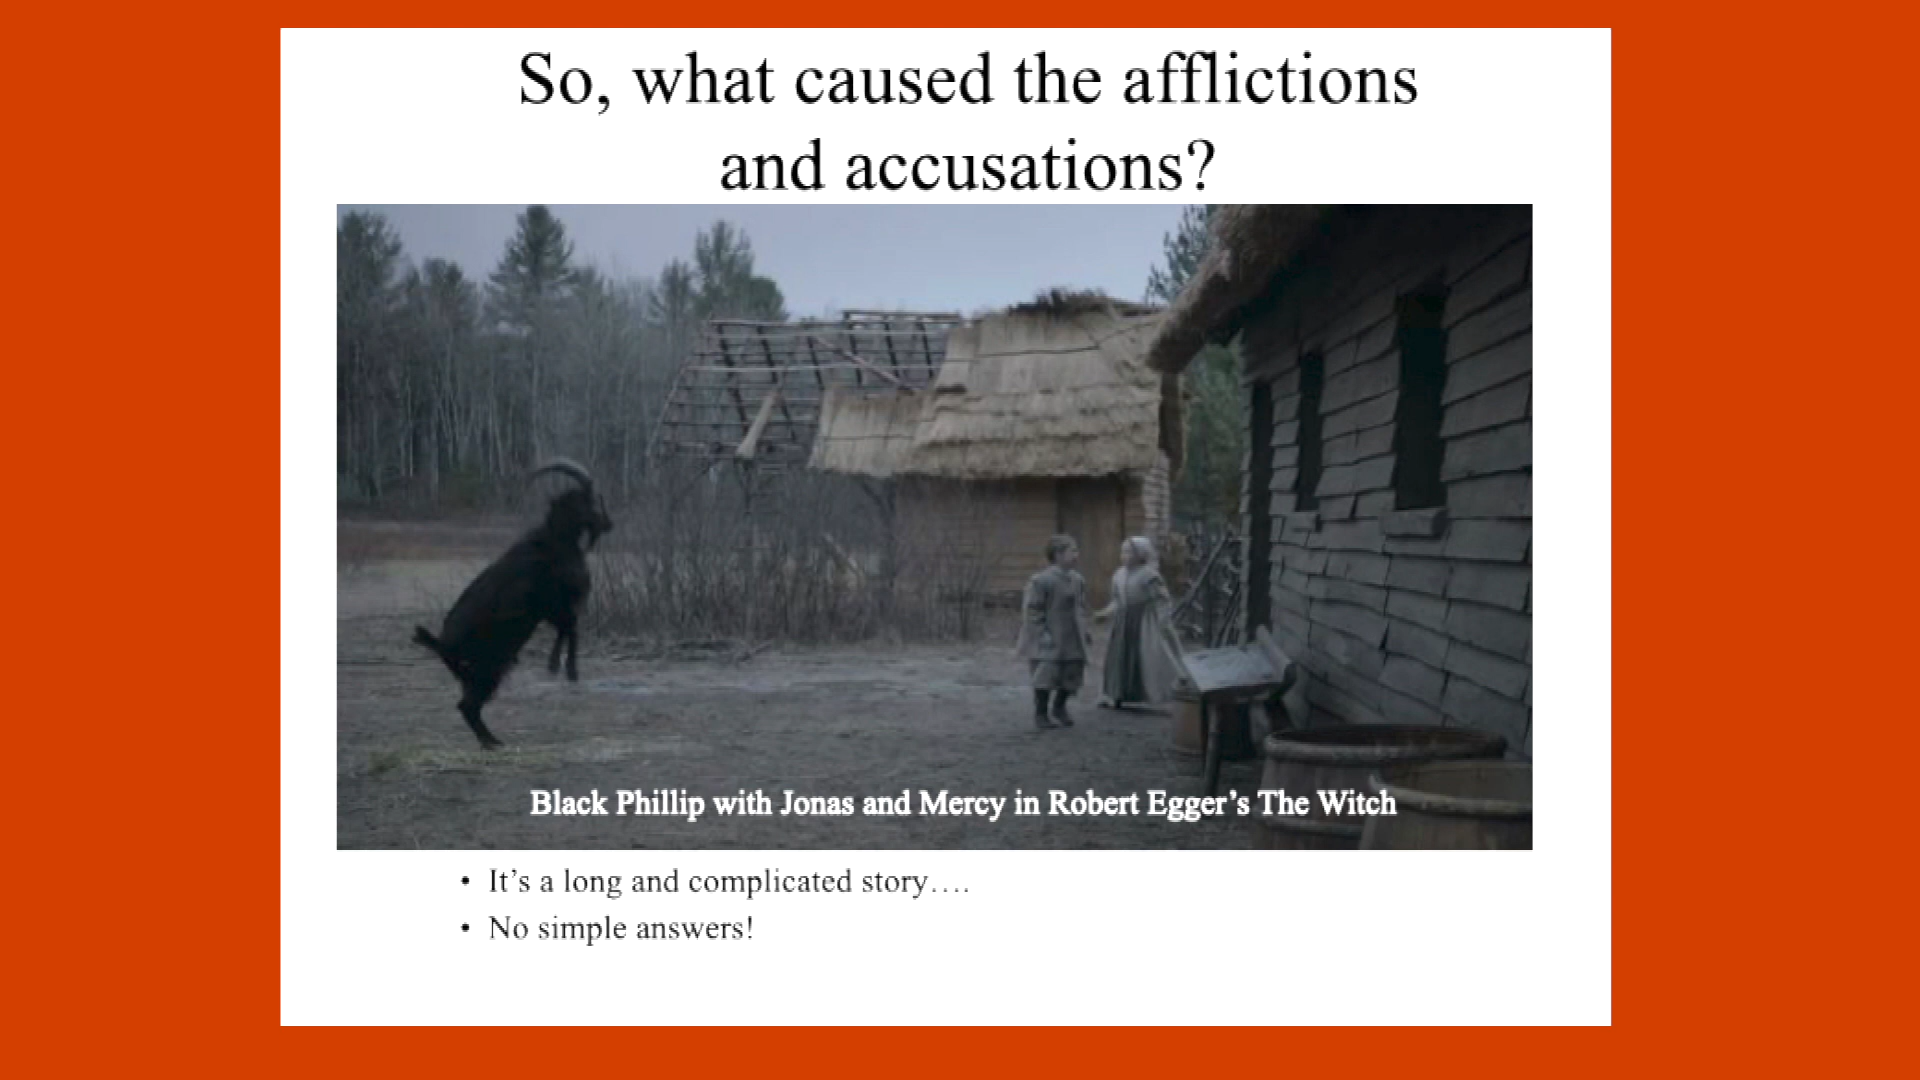 So, what caused the afflictions
and accusations?
Black Phillip with Jonas and Mercy in Robert Egger's The Witch
• It's a long and complicated story….
• No simple answers!